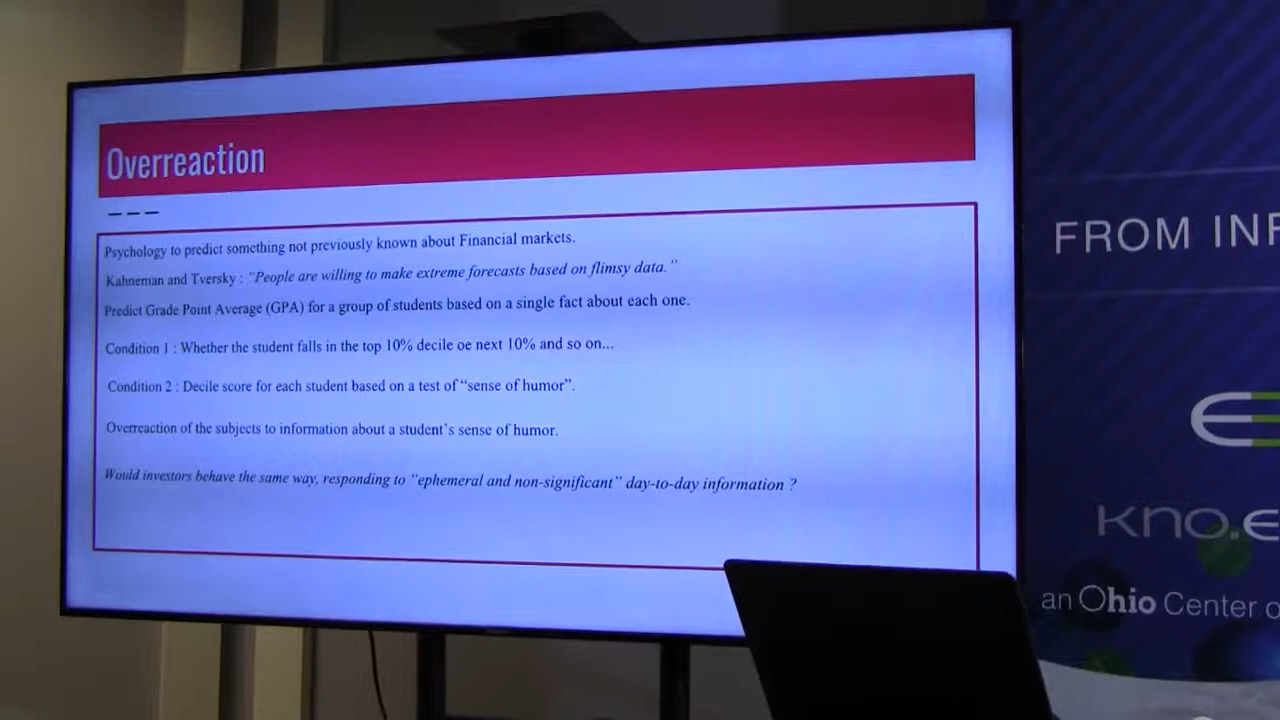 Overreaction
Psychology to predict something not previously known about Financial markets.
Kahneman and Tversky : "People are willing to make extreme forecasts based on flimsy data."
Predict Grade Point Average (GPA) for a group of students based on a single fact about each one.
Condition 1 : Whether the student falls in the top 10% decile oe next 10% and so on...
Condition 2 : Decile score for each student based on a test of “sense of humor”.
Overreaction of the subjects to information about a student’s sense of humor.
Would investors behave the same way, responding to "ephemeral and non-significant" day-to-day information ?
FROM
kno.e
an Ohio Center